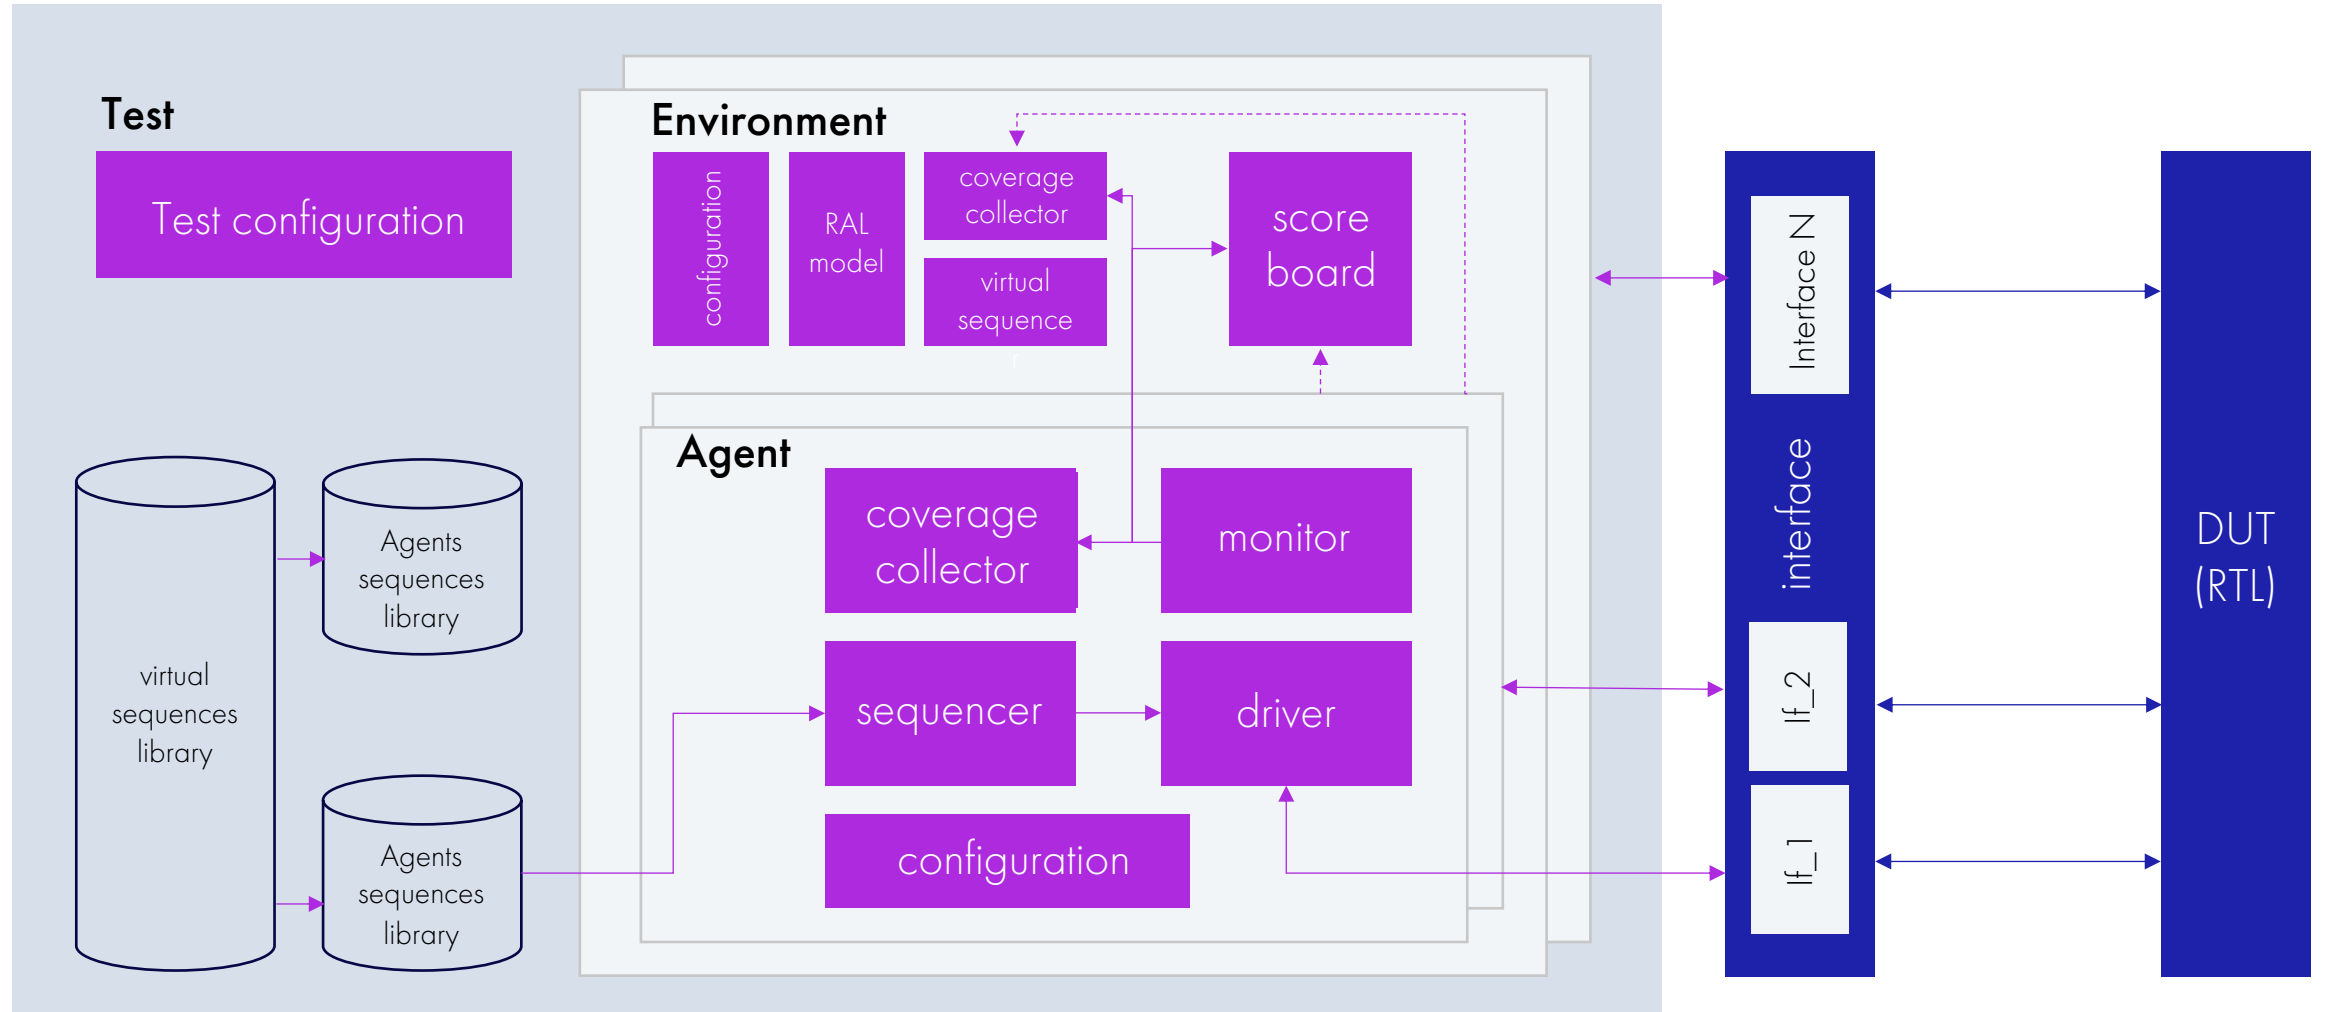 Test
Test configuration
Environment
configuration
RAL
model
coverage
collector
virtual
sequence
r
score
board
Agent
coverage
collector
monitor
sequencer
driver
configuration
virtual
sequences
library
Agents
sequences
library
Agents
sequences
library
Interface N
interface
If_2
If_1
DUT
(RTL)